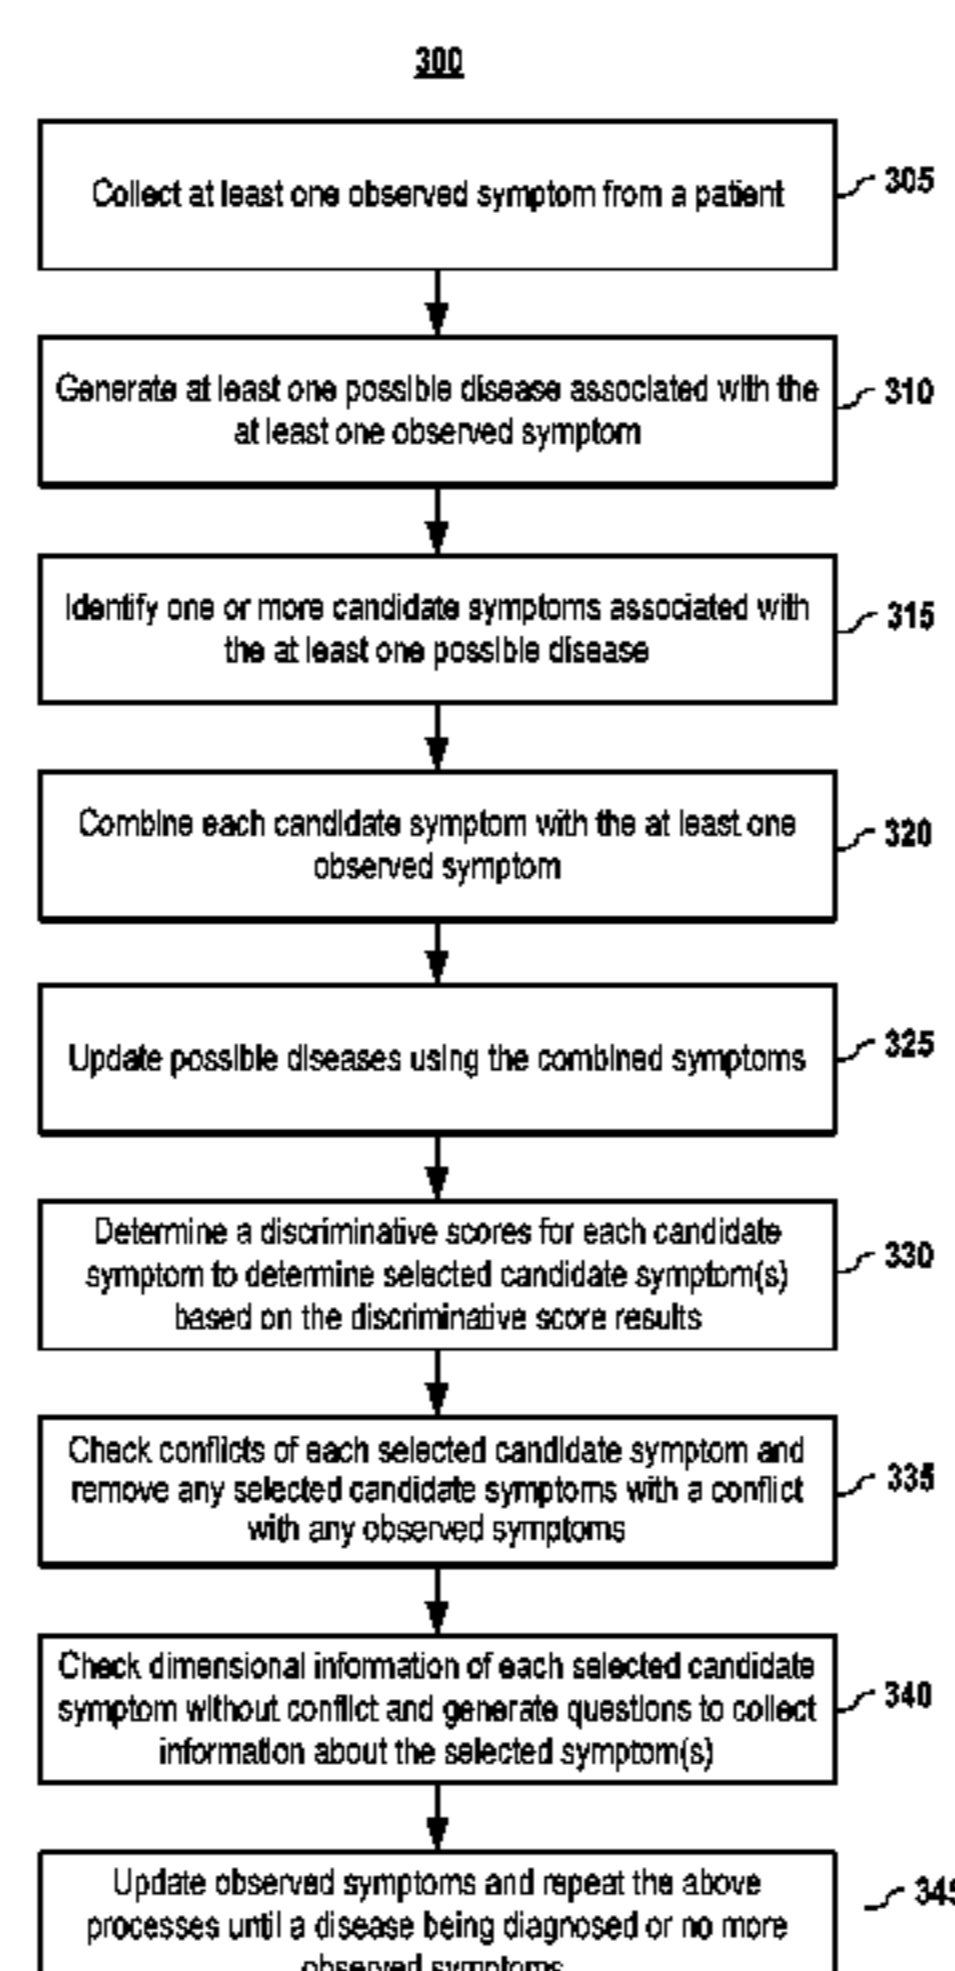 300
Collect at least one observed symptom from a patient
305
Generate at least one possible disease associated with the
at least one observed symptom
310
Identify one or more candidate symptoms associated with
the at least one possible disease
315
Combine each candidate symptom with the at least one
observed symptom
320
Update possible diseases using the combined symptoms
325
Determine a discriminative scores for each candidate
symptom to determine selected candidate symptom(s)
based on the discriminative score results
330
Check conflicts of each selected candidate symptom and
remove any selected candidate symptoms with a conflict
with any observed symptoms
335
Check dimensional information of each selected candidate
symptom without conflict and generate questions to collect
information about the selected symptom(s)
340
Update observed symptoms and repeat the above
processes until a disease being diagnosed or no more
observed symptoms
345